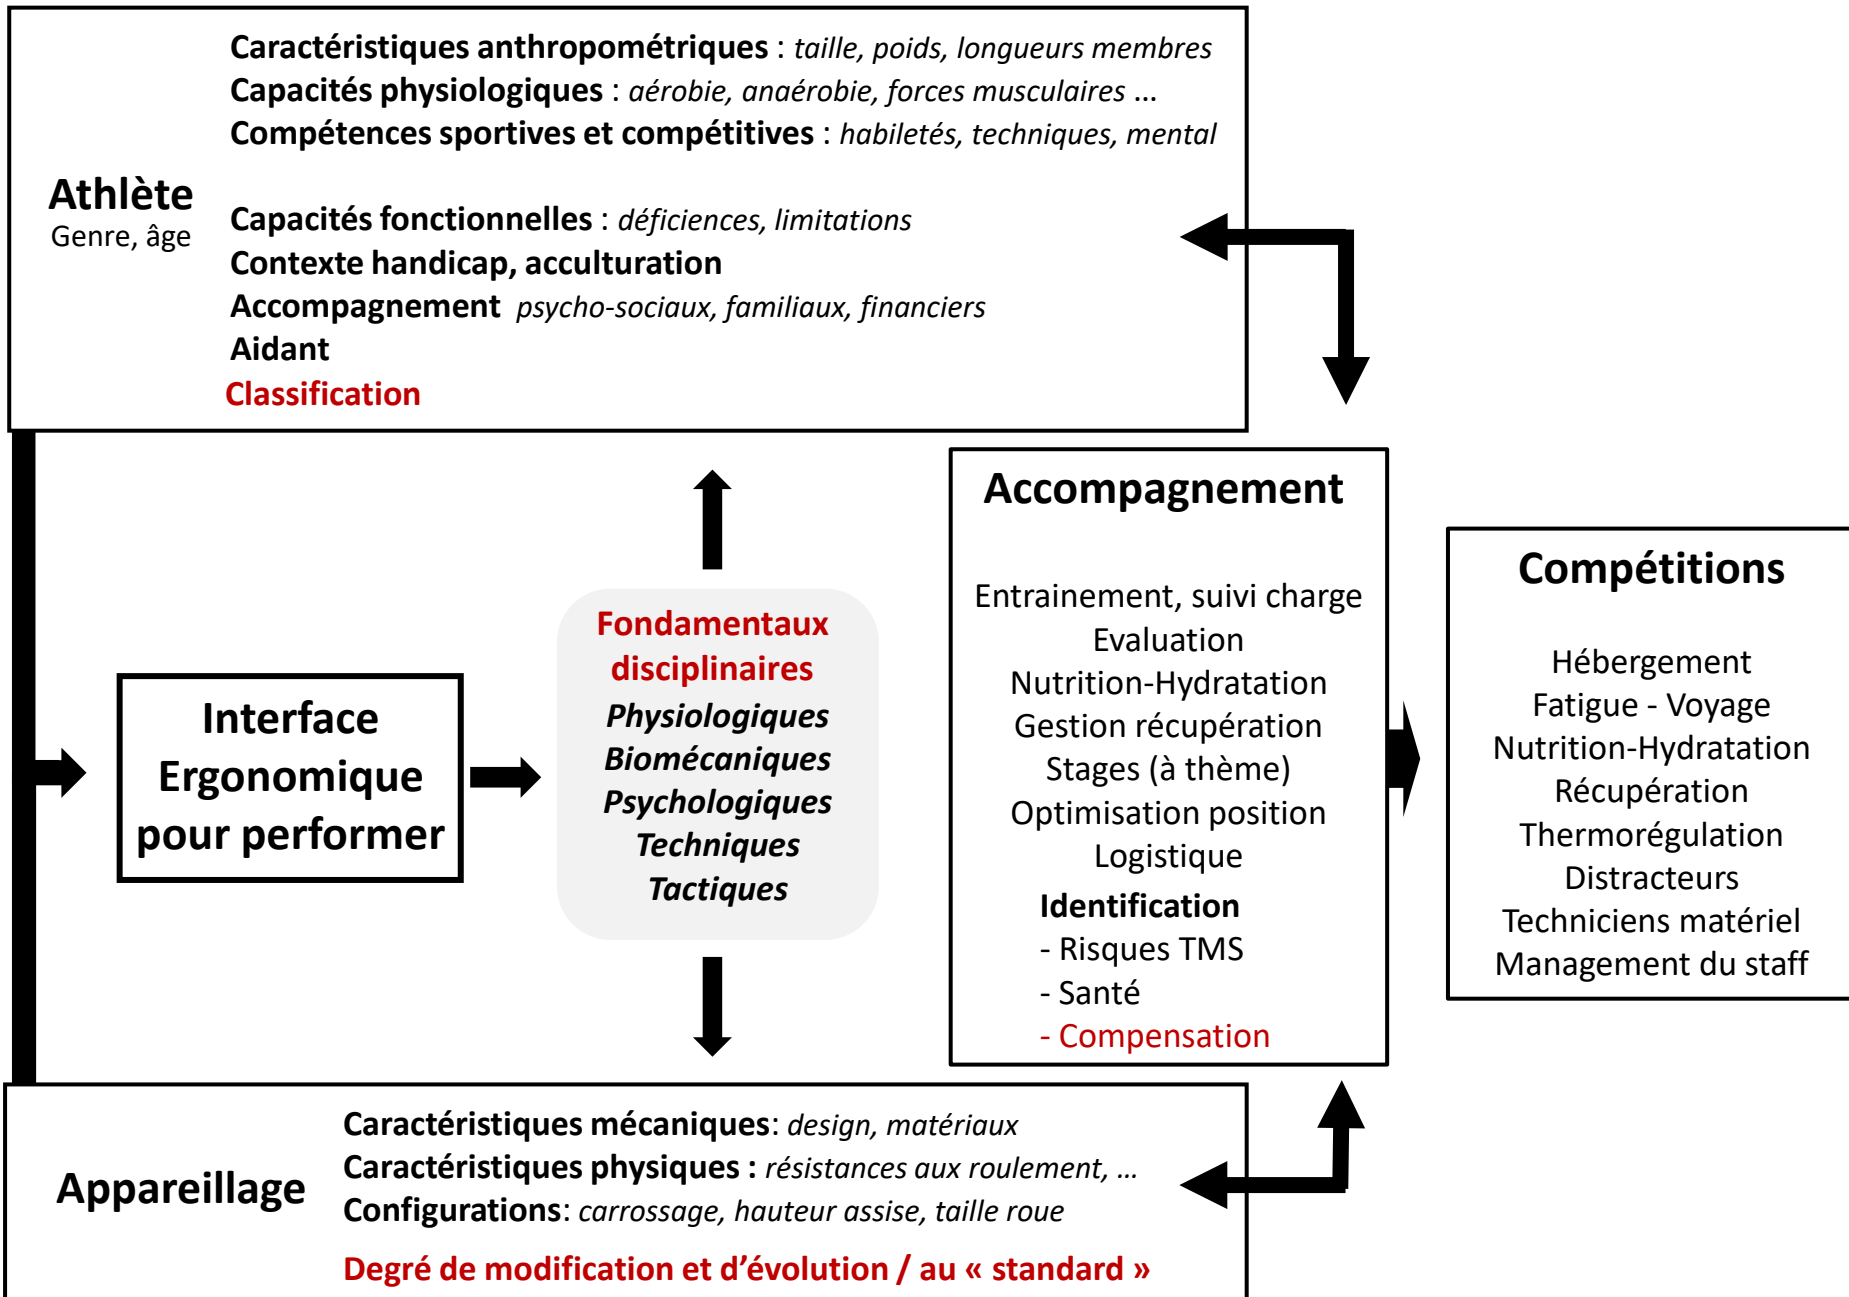 Caractéristiques anthropométriques : taille, poids, longueurs membres
Capacités physiologiques : aérobie, anaérobie, forces musculaires ...
Compétences sportives et compétitives : habiletés, techniques, mental
Athlète
Genre, âge
Capacités fonctionnelles : déficiences, limitations
Contexte handicap, acculturation
Accompagnement psycho-sociaux, familiaux, financiers
Aidant
Classification
Interface
Ergonomique
pour performer
Fondamentaux
disciplinaires
Physiologiques
Biomécaniques
Psychologiques
Techniques
Tactiques
Accompagnement
Entrainement, suivi charge
Evaluation
Nutrition-Hydratation
Gestion récupération
Stages (à thème)
Optimisation position
Logistique
Identification
- Risques TMS
- Santé
- Compensation
Compétitions
Hébergement
Fatigue - Voyage
Nutrition-Hydratation
Récupération
Thermorégulation
Distracteurs
Techniciens matériel
Management du staff
Appareillage
Caractéristiques mécaniques: design, matériaux
Caractéristiques physiques : résistances aux roulement, ...
Configurations: carrossage, hauteur assise, taille roue
Degré de modification et d’évolution / au « standard »